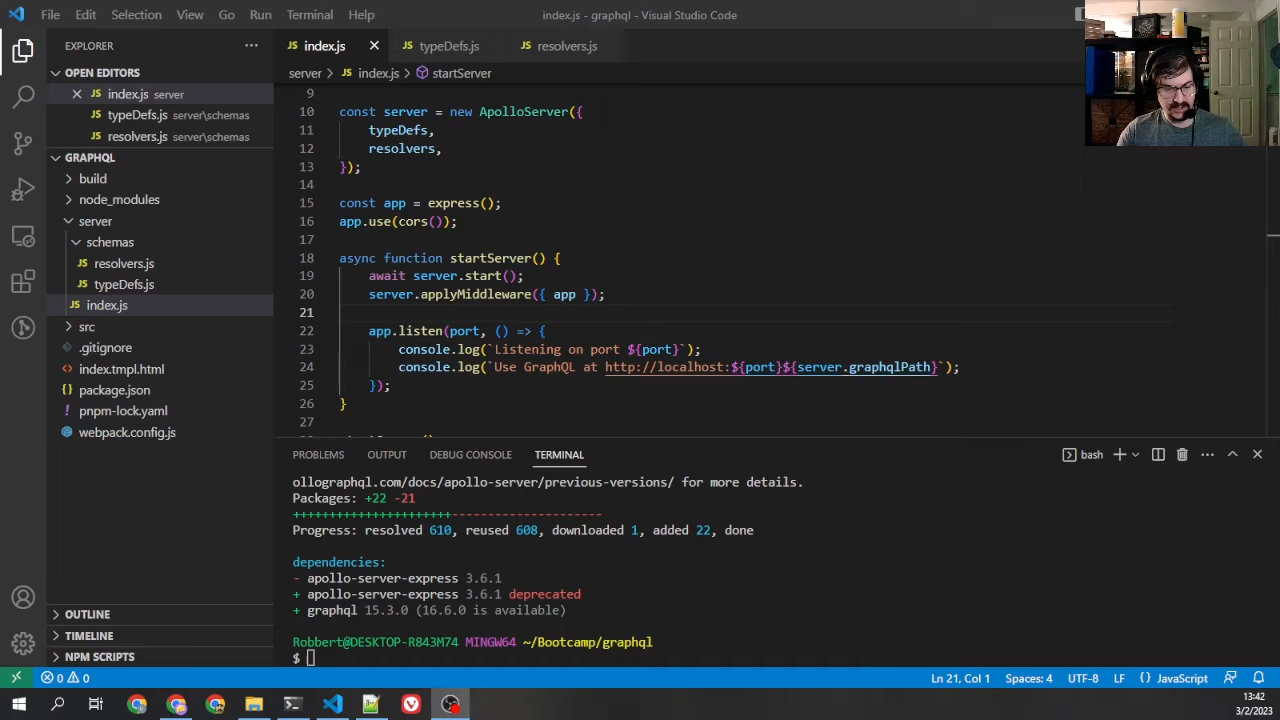 File Edit Selection View Go Run Terminal Help index.js - graphql - Visual Studio Code
EXPLORER
OPEN EDITORS
index.js server
typeDefs.js server\schemas
resolvers.js server\schemas
GRAPHQL
build
node_modules
server
schemas
resolvers.js
typeDefs.js
index.js
src
.gitignore
index.tmpl.html
package.json
pnpm-lock.yaml
webpack.config.js
OUTLINE
TIMELINE
NPM SCRIPTS
index.js typeDefs.js resolvers.js
server > index.js > startServer
9
10 const server = new ApolloServer({
11 typeDefs,
12 resolvers,
13 });
14
15 const app = express();
16 app.use(cors());
17
18 async function startServer() {
19 await server.start();
20 server.applyMiddleware({ app });
21
22 app.listen(port, () => {
23 console.log(`Listening on port ${port}`);
24 console.log(`Use GraphQL at http://localhost:${port}${server.graphqlPath}`);
25 });
26 }
27
PROBLEMS OUTPUT DEBUG CONSOLE TERMINAL bash
ollographql.com/docs/apollo-server/previous-versions/ for more details.
Packages: +22 -21
++++++++++++++++++++++---------------------
Progress: resolved 610, reused 608, downloaded 1, added 22, done
dependencies:
- apollo-server-express 3.6.1
+ apollo-server-express 3.6.1 deprecated
+ graphql 15.3.0 (16.6.0 is available)
Robbert@DESKTOP-R843M74 MINGW64 ~/Bootcamp/graphql
$
0 0 Ln 21, Col 1 Spaces: 4 UTF-8 LF {} JavaScript
13:42
3/2/2023